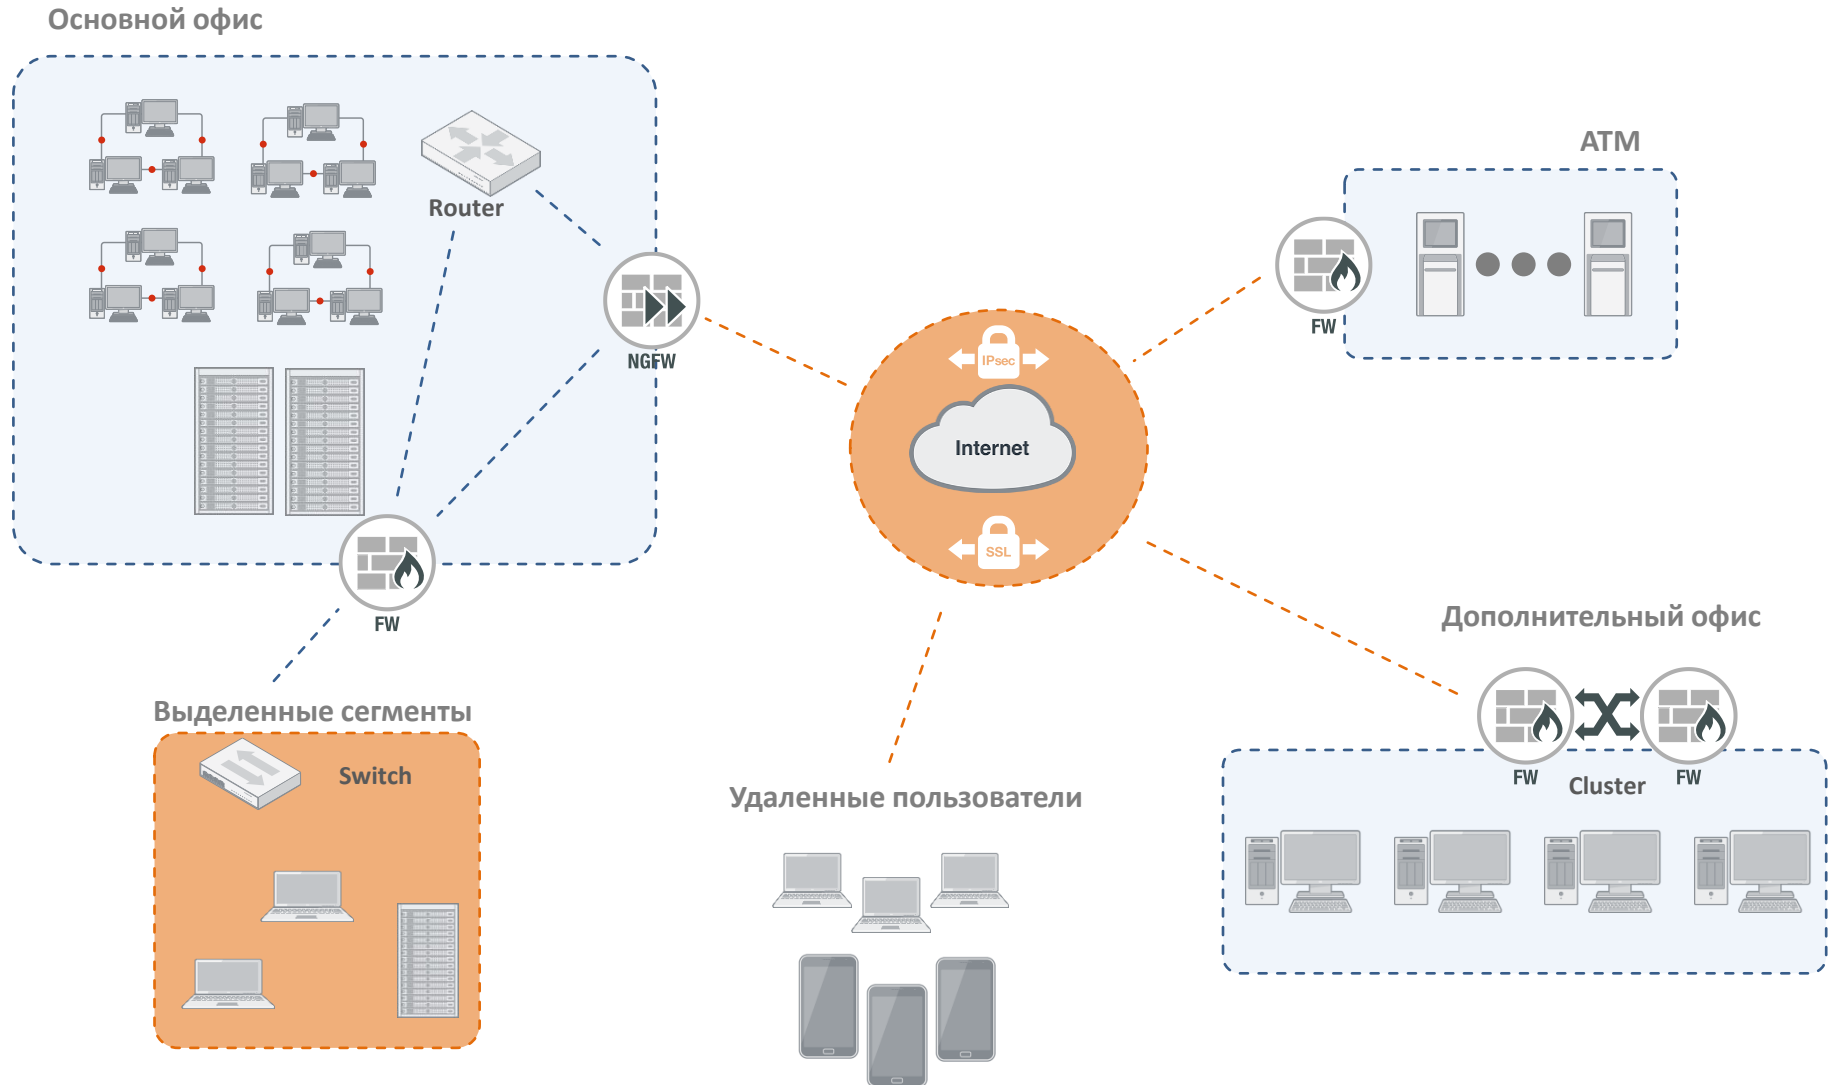 Основной офис
ATM
Router
FW
NGFW
IPsec
Internet
SSL
FW
Дополнительный офис
Выделенные сегменты
Switch
FW
FW
Cluster
Удаленные пользователи